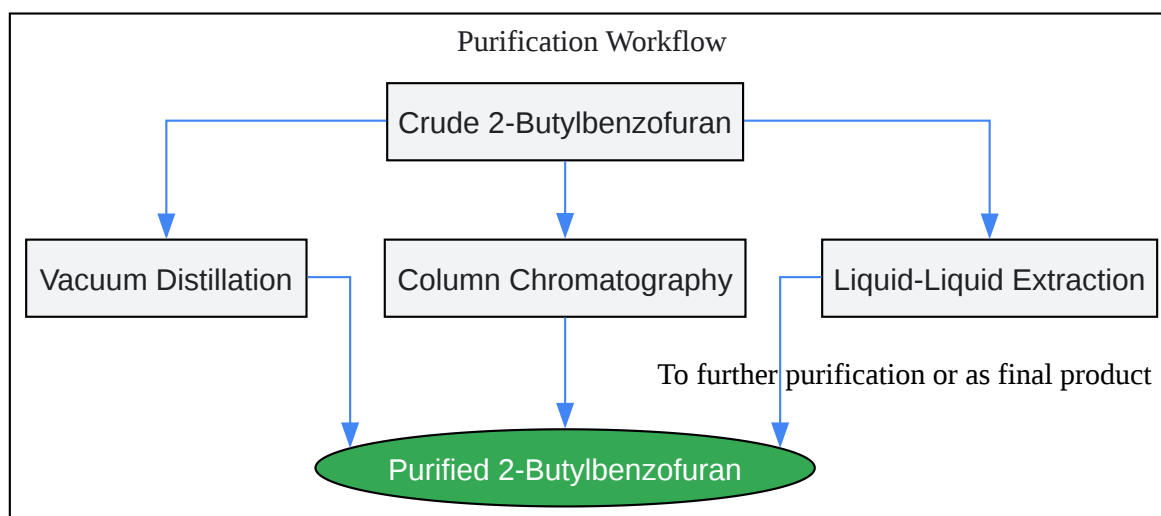 Purification Workflow
Crude 2-Butylbenzofuran
Vacuum Distillation
Column Chromatography
Liquid-Liquid Extraction
To further purification or as final product
Purified 2-Butylbenzofuran